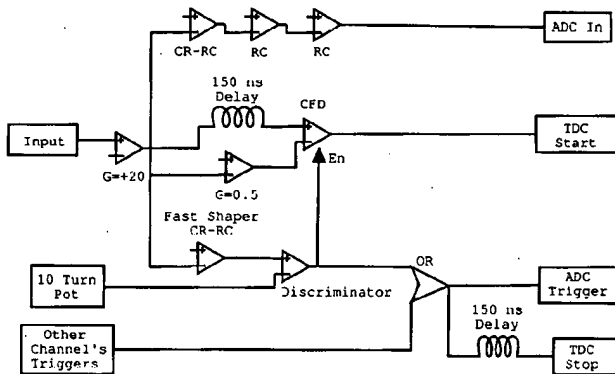 CR-RC
RC
RC
ADC In
150 ns
Delay
CFD
Input
TDC
Start
G=+20
G=0.5
En
Fast Shaper
CR-RC
10 Turn
Pot
Discriminator
OR
ADC
Trigger
Other
Channel's
Triggers
150 ns
Delay
TDC
Stop